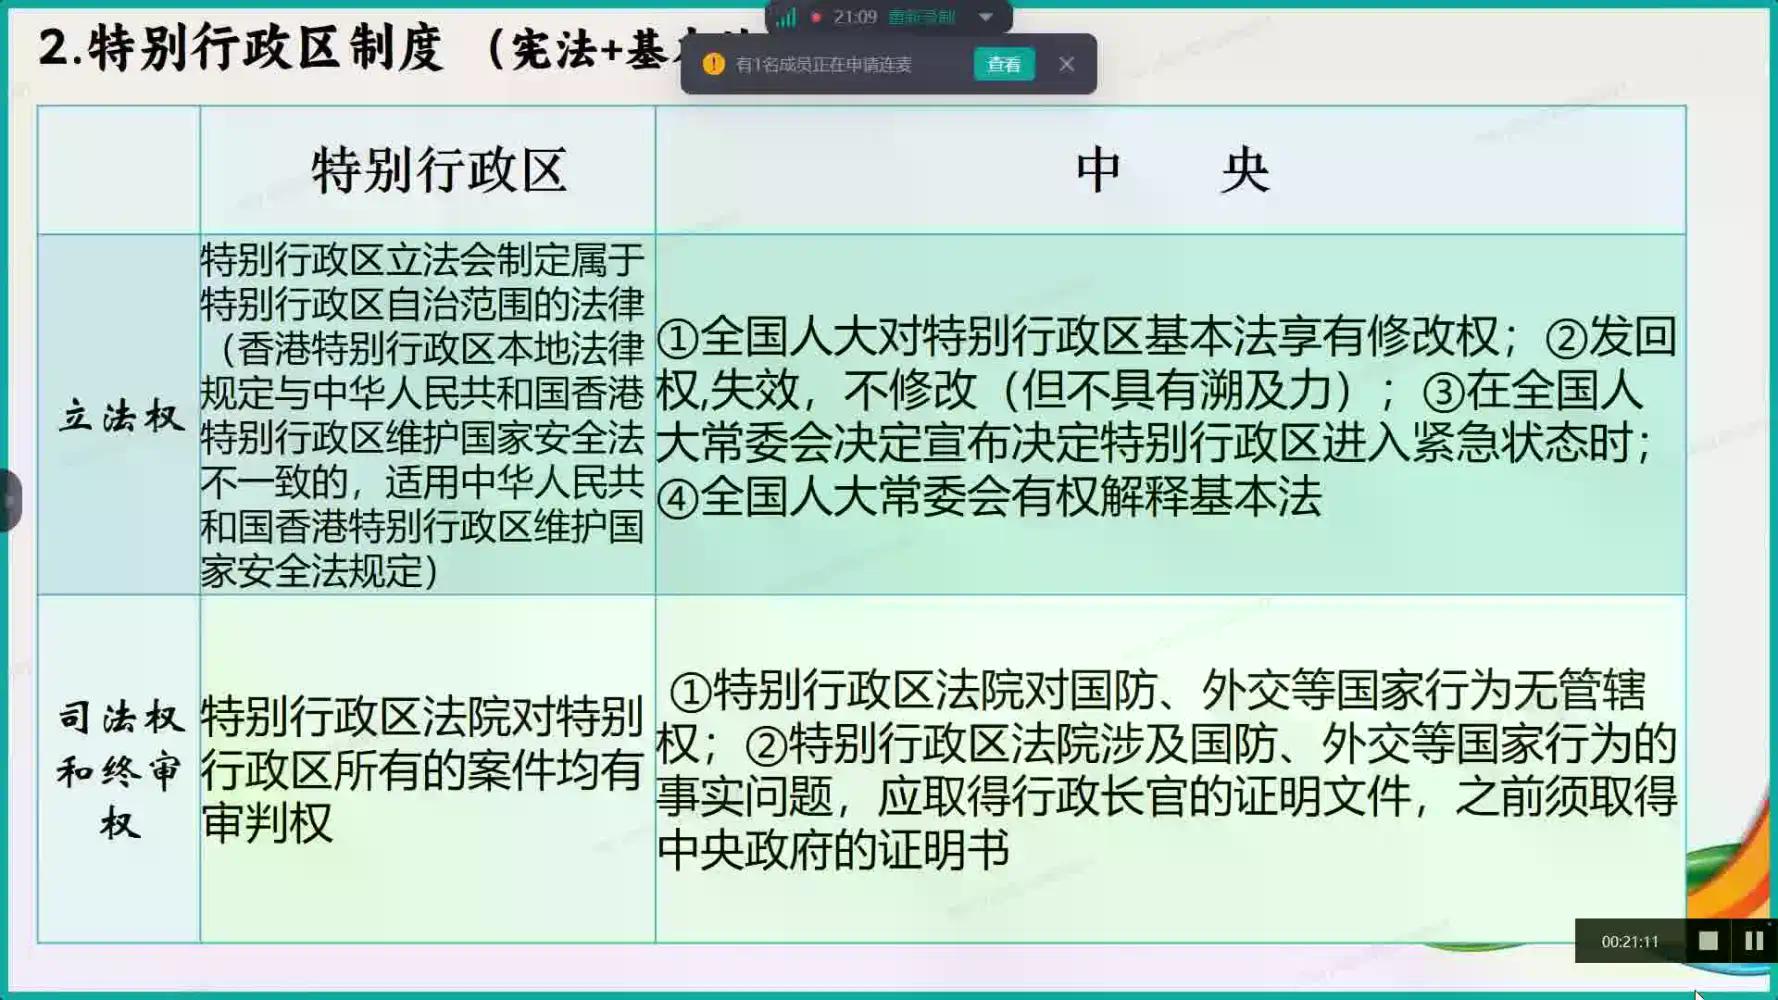 21:09 重新录制
2.特别行政区制度 （宪法+基
有1名成员正在申请连麦 查看
特别行政区
中 央
立法权
特别行政区立法会制定属于
特别行政区自治范围的法律
（香港特别行政区本地法律
规定与中华人民共和国香港
特别行政区维护国家安全法
不一致的，适用中华人民共
和国香港特别行政区维护国
家安全法规定）
①全国人大对特别行政区基本法享有修改权；②发回
权,失效，不修改（但不具有溯及力）；③在全国人
大常委会决定宣布决定特别行政区进入紧急状态时；
④全国人大常委会有权解释基本法
司法权
和终审
权
特别行政区法院对特别
行政区所有的案件均有
审判权
①特别行政区法院对国防、外交等国家行为无管辖
权；②特别行政区法院涉及国防、外交等国家行为的
事实问题，应取得行政长官的证明文件，之前须取得
中央政府的证明书
00:21:11